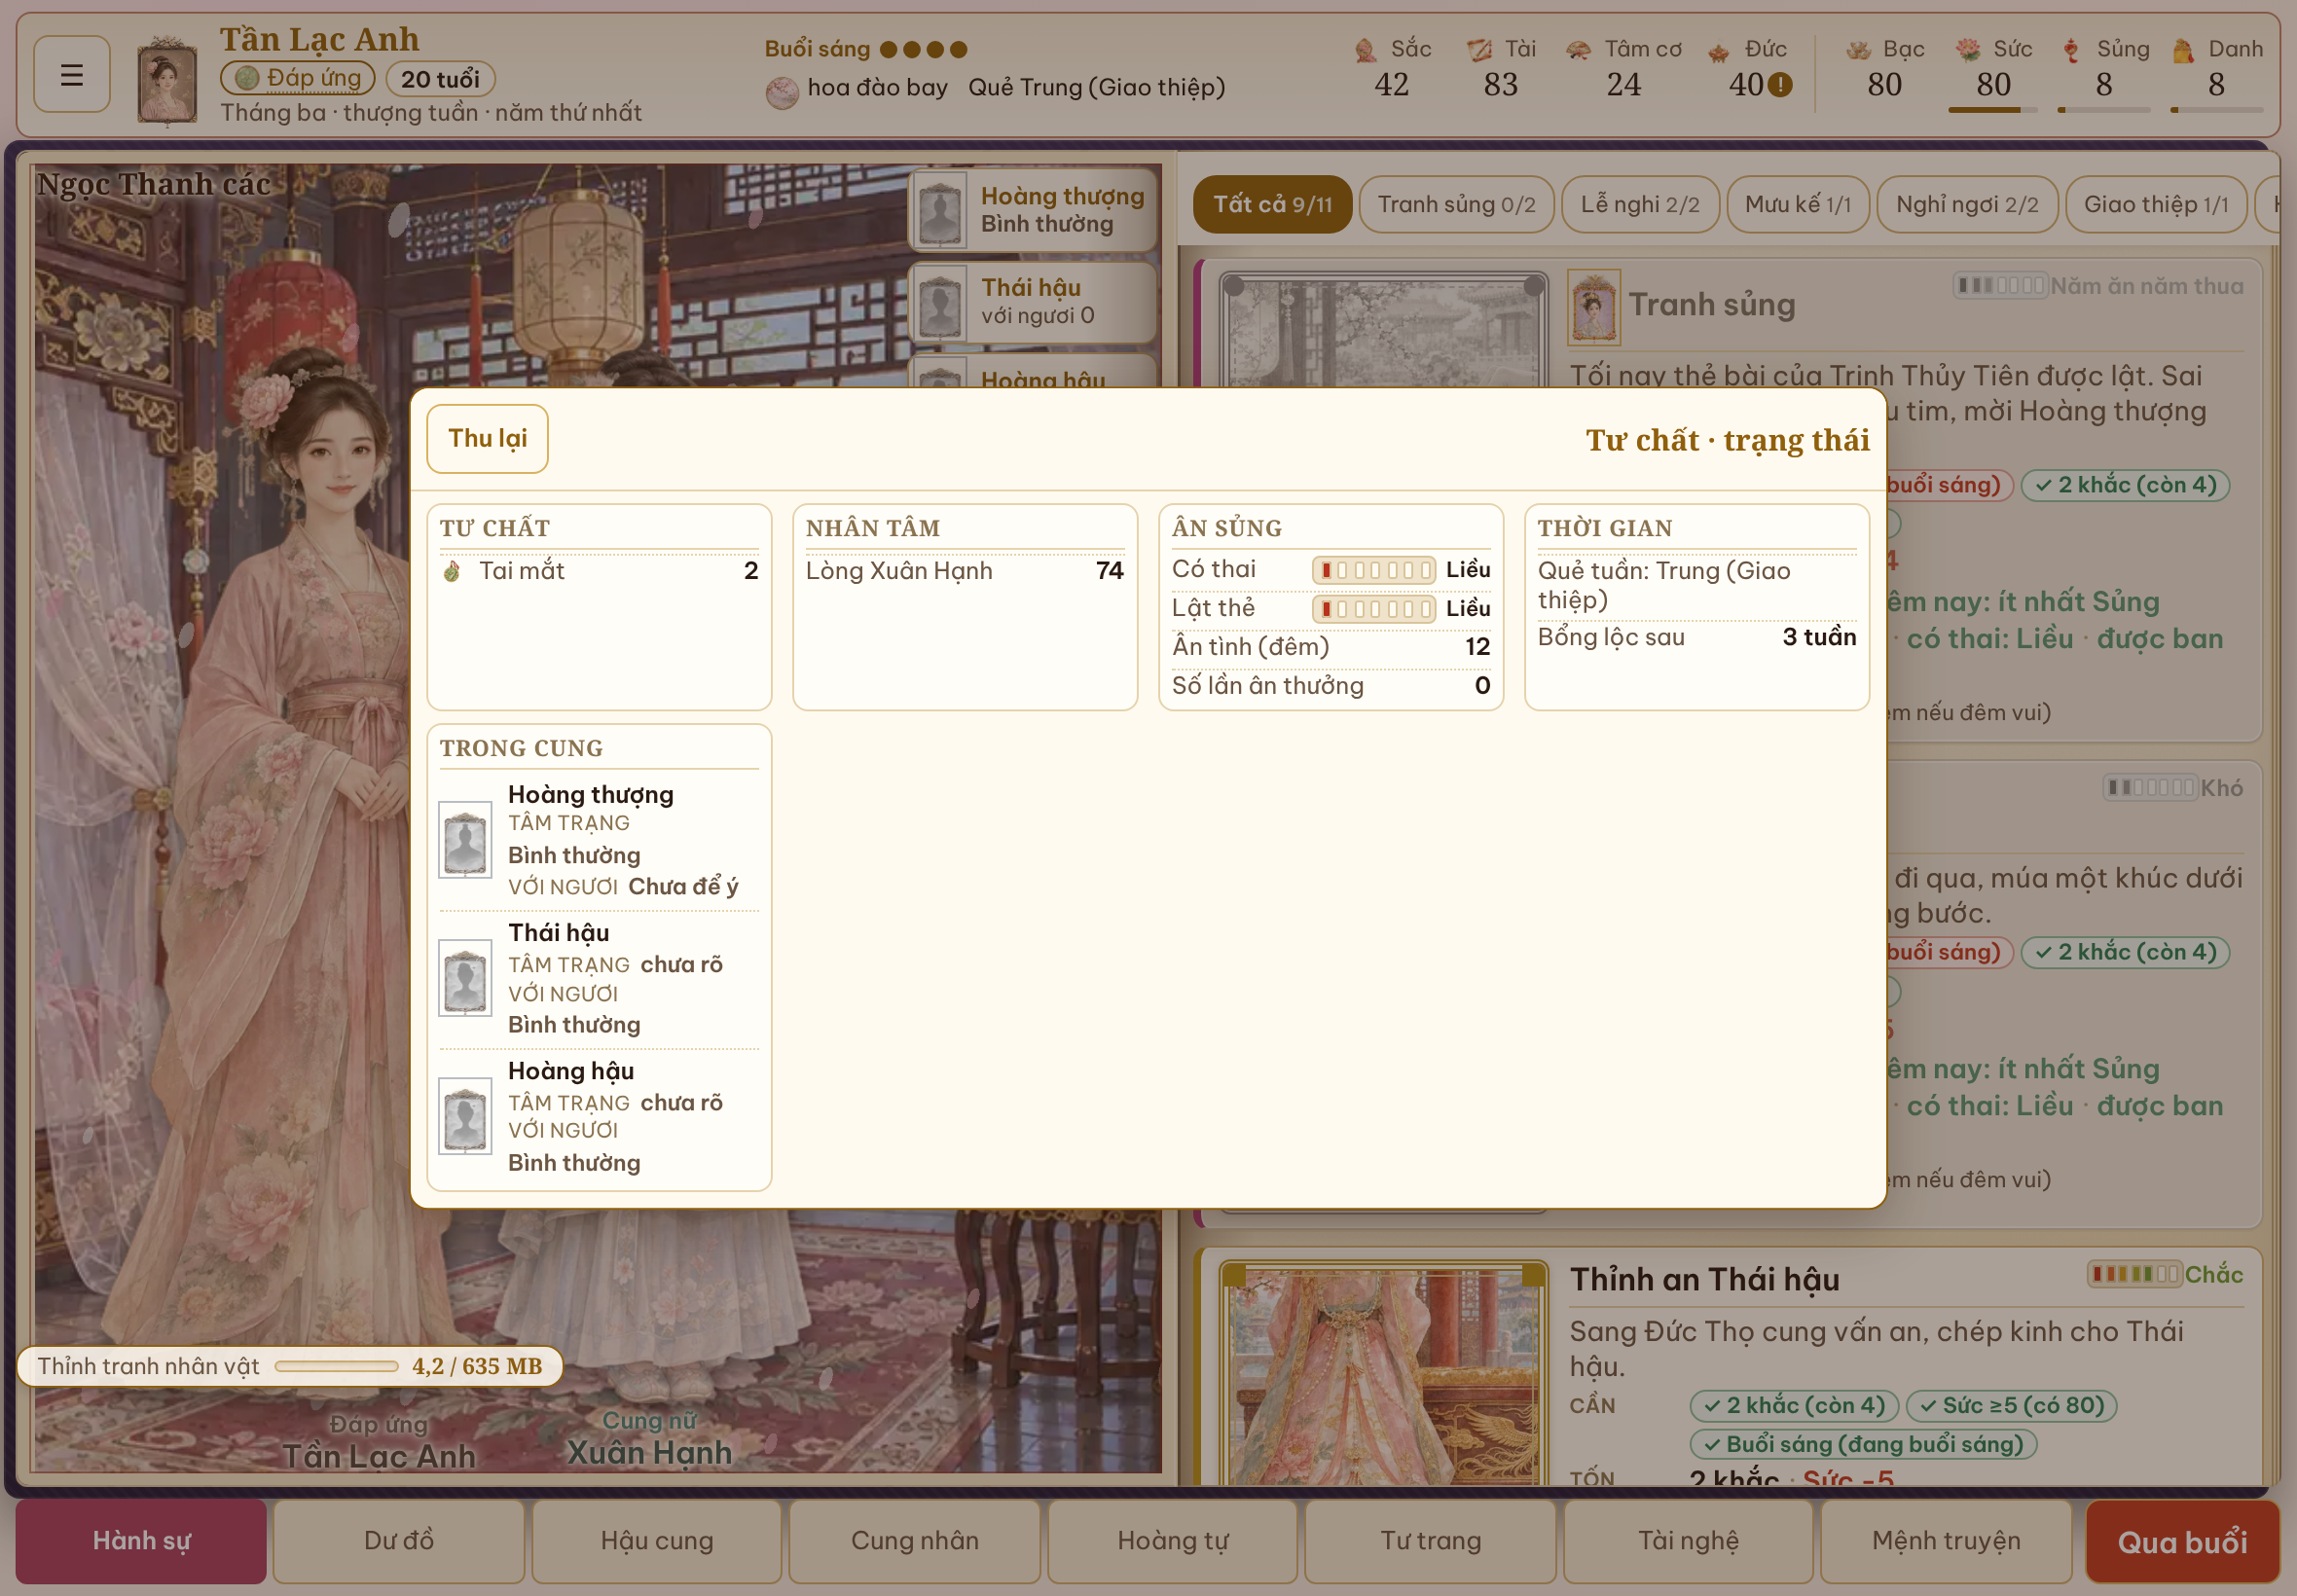 ☰
Tần Lạc Anh
Đáp ứng
20 tuổi
Tháng ba · thượng tuần · năm thứ nhất
Buổi sáng
hoa đào bay Quẻ Trung (Giao thiệp)
Sắc
42
Tài
83
Tâm cơ
24
Đức
40 !
Bạc
80
Sức
80
Sủng
8
Danh
8
Ngọc Thanh các
Hoàng thượng
Bình thường
Thái hậu
với ngươi 0
Hoàng hậu
Tất cả 9/11
Tranh sủng 0/2
Lễ nghi 2/2
Mưu kế 1/1
Nghỉ ngơi 2/2
Giao thiệp 1/1
Tranh sủng
Năm ăn năm thua
Tối nay thẻ bài của Trinh Thủy Tiên được lật. Sai
tim, mời Hoàng thượng
buổi sáng)
✓ 2 khắc (còn 4)
nay: ít nhất Sủng
· có thai: Liều · được ban
nếu đêm vui)
Khó
đi qua, múa một khúc dưới
bước.
buổi sáng)
✓ 2 khắc (còn 4)
nay: ít nhất Sủng
· có thai: Liều · được ban
nếu đêm vui)
Thỉnh an Thái hậu
Chắc
Sang Đức Thọ cung vấn an, chép kinh cho Thái
hậu.
CẦN
✓ 2 khắc (còn 4)
✓ Sức ≥5 (có 80)
✓ Buổi sáng (đang buổi sáng)
TỐN
2 khắc · Sức -5
Thu lại
Tư chất · trạng thái
TƯ CHẤT
Tai mắt 2
NHÂN TÂM
Lòng Xuân Hạnh 74
ÂN SỦNG
Có thai Liều
Lật thẻ Liều
Ân tình (đêm) 12
Số lần ân thưởng 0
THỜI GIAN
Quẻ tuần: Trung (Giao
thiệp)
Bổng lộc sau 3 tuần
TRONG CUNG
Hoàng thượng
TÂM TRẠNG
Bình thường
VỚI NGƯƠI Chưa để ý
Thái hậu
TÂM TRẠNG chưa rõ
VỚI NGƯƠI
Bình thường
Hoàng hậu
TÂM TRẠNG chưa rõ
VỚI NGƯƠI
Bình thường
Thỉnh tranh nhân vật 4,2 / 635 MB
Đáp ứng
Tần Lạc Anh
Cung nữ
Xuân Hạnh
Hành sự
Dư đồ
Hậu cung
Cung nhân
Hoàng tự
Tư trang
Tài nghệ
Mệnh truyện
Qua buổi